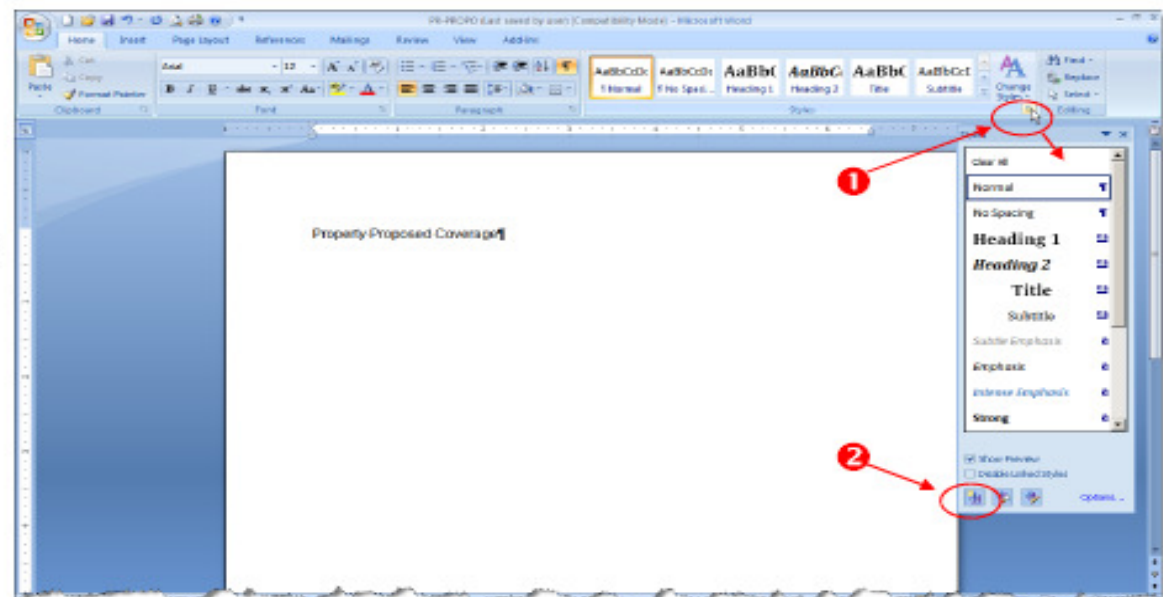 PR-PROPO (Last saved by user) (Compatibility Mode) - Microsoft Word
Home Insert Page Layout References Mailings Review View Add-Ins
Cut
Copy
Paste
Format Painter
Arial 12
AaBbCcDc AaBbCcDc AaBbC AaBbC AaBbC AaBbCcI
¶ Normal ¶ No Spaci... Heading 1 Heading 2 Title Subtitle
Change Styles
Find
Replace
Select
Clipboard Font Paragraph Styles Editing
1
Clear All
Normal ¶
No Spacing ¶
Heading 1
Heading 2
Title
Subtitle
Subtle Emphasis a
Emphasis a
Intense Emphasis a
Strong a
Property Proposed Coverage¶
2
Show Preview
Disable Linked Styles
Options...